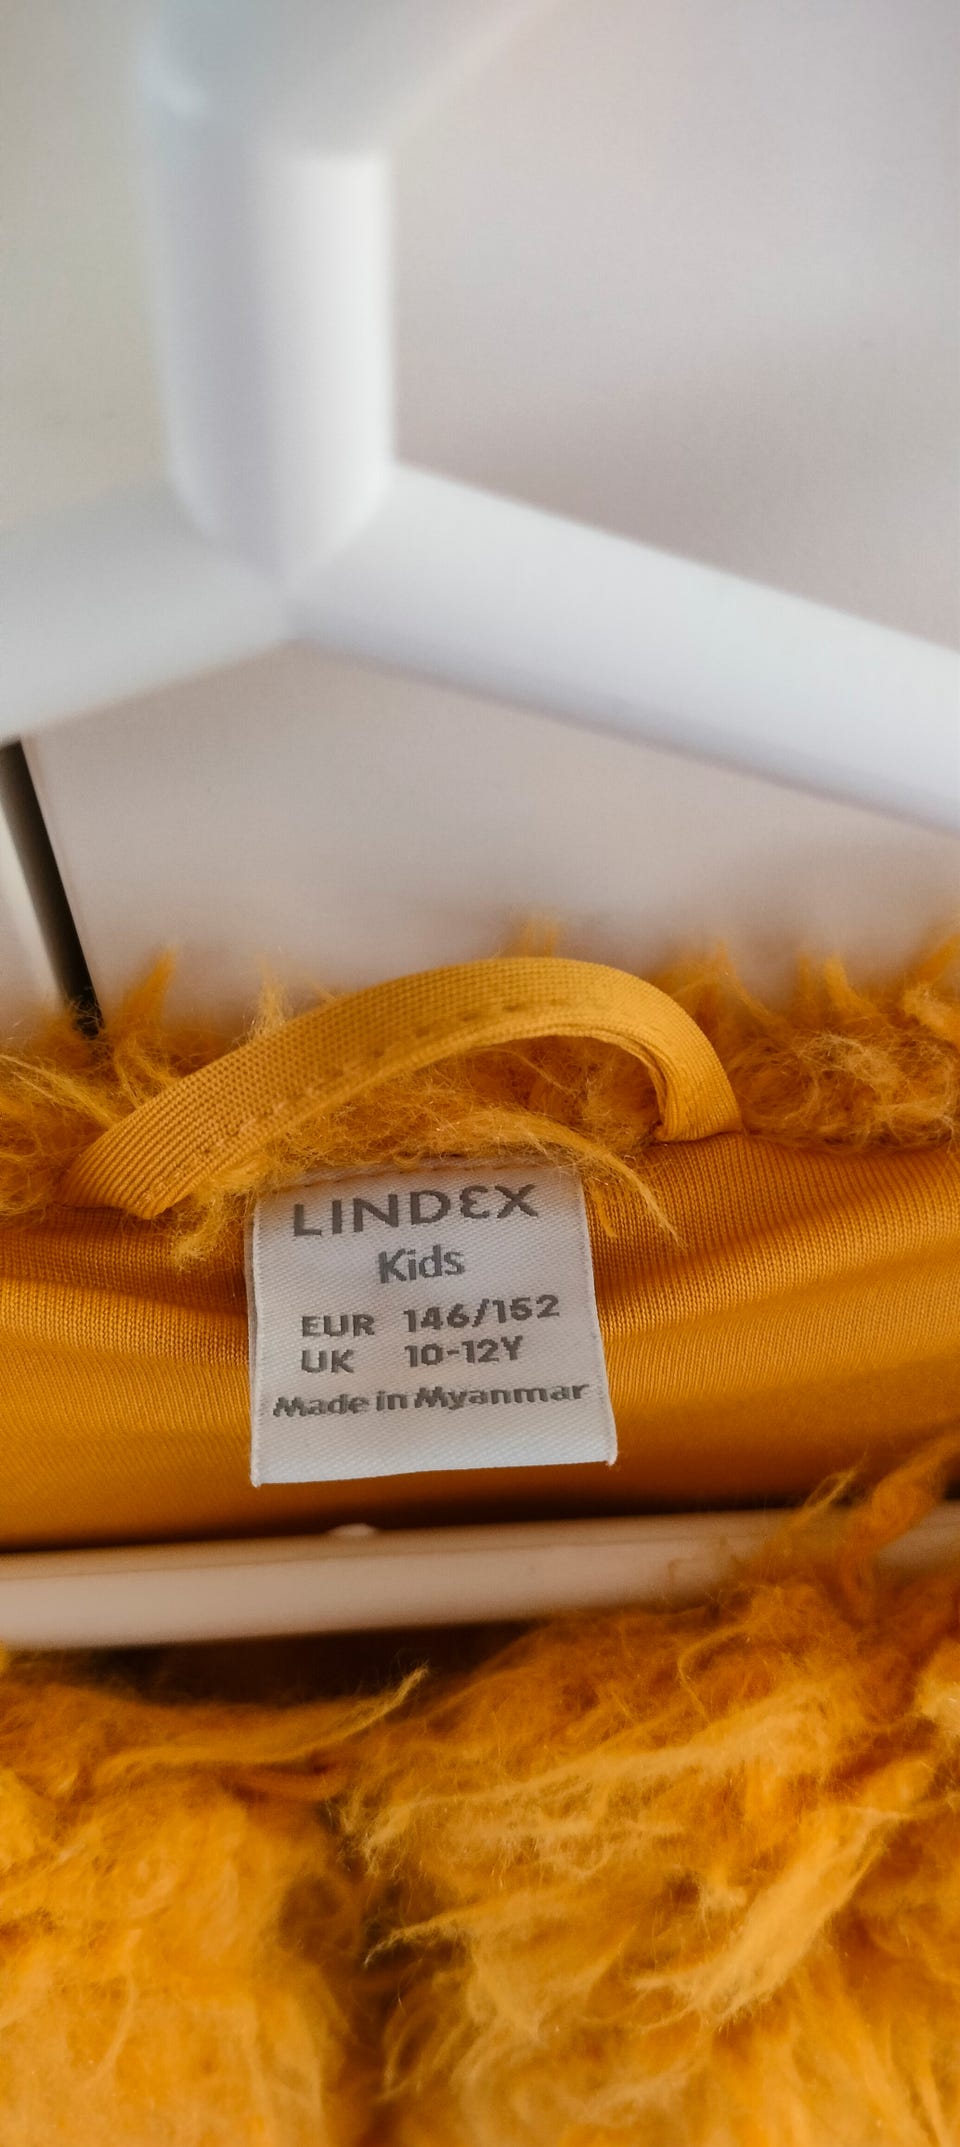 LINDEX
Kids
EUR 146/152
UK 10-12Y
Made in Myanmar